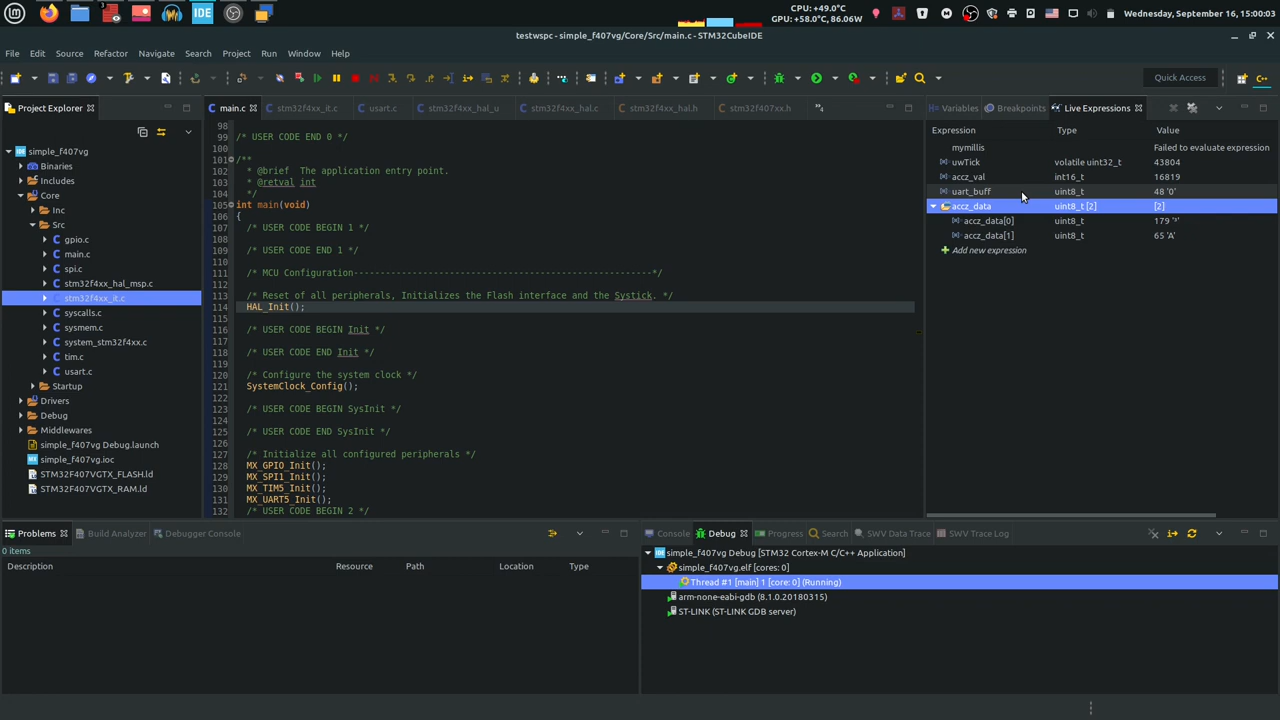 IDE
CPU: +49.0°C
GPU: +58.0°C, 86.06W
Wednesday, September 16, 15:00:03
testwspc - simple_f407vg/Core/Src/main.c - STM32CubeIDE
File Edit Source Refactor Navigate Search Project Run Window Help
Quick Access
Project Explorer
simple_f407vg
Binaries
Includes
Core
Inc
Src
gpio.c
main.c
spi.c
stm32f4xx_hal_msp.c
stm32f4xx_it.c
syscalls.c
sysmem.c
system_stm32f4xx.c
tim.c
usart.c
Startup
Drivers
Debug
Middlewares
simple_f407vg Debug.launch
simple_f407vg.ioc
STM32F407VGTX_FLASH.ld
STM32F407VGTX_RAM.ld
main.c stm32f4xx_it.c usart.c stm32f4xx_hal_u stm32f4xx_hal.c stm32f4xx_hal.h stm32f407xx.h
98
99 /* USER CODE END 0 */
100
101 /**
102 * @brief The application entry point.
103 * @retval int
104 */
105 int main(void)
106 {
107 /* USER CODE BEGIN 1 */
108
109 /* USER CODE END 1 */
110
111 /* MCU Configuration--------------------------------------------------------*/
112
113 /* Reset of all peripherals, Initializes the Flash interface and the Systick. */
114 HAL_Init();
115
116 /* USER CODE BEGIN Init */
117
118 /* USER CODE END Init */
119
120 /* Configure the system clock */
121 SystemClock_Config();
122
123 /* USER CODE BEGIN SysInit */
124
125 /* USER CODE END SysInit */
126
127 /* Initialize all configured peripherals */
128 MX_GPIO_Init();
129 MX_SPI1_Init();
130 MX_TIM5_Init();
131 MX_UART5_Init();
132 /* USER CODE BEGIN 2 */
Variables Breakpoints Live Expressions
Expression Type Value
mymillis Failed to evaluate expression
uwTick volatile uint32_t 43804
accz_val int16_t 16819
uart_buff uint8_t 48 '0'
accz_data uint8_t [2] [2]
accz_data[0] uint8_t 179 '³'
accz_data[1] uint8_t 65 'A'
Add new expression
Problems Build Analyzer Debugger Console
0 items
Description Resource Path Location Type
Console Debug Progress Search SWV Data Trace SWV Trace Log
simple_f407vg Debug [STM32 Cortex-M C/C++ Application]
simple_f407vg.elf [cores: 0]
Thread #1 [main] 1 [core: 0] (Running)
arm-none-eabi-gdb (8.1.0.20180315)
ST-LINK (ST-LINK GDB server)